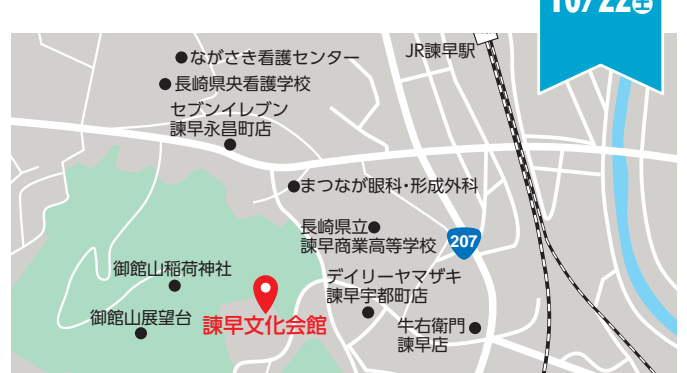 10/22㊏
ながさき看護センター
JR諫早駅
長崎県央看護学校
セブンイレブン
諫早永昌町店
まつなが眼科・形成外科
長崎県立
諫早商業高等学校
207
御館山稲荷神社
デイリーヤマザキ
諫早宇都町店
御館山展望台
諫早文化会館
牛右衛門
諫早店